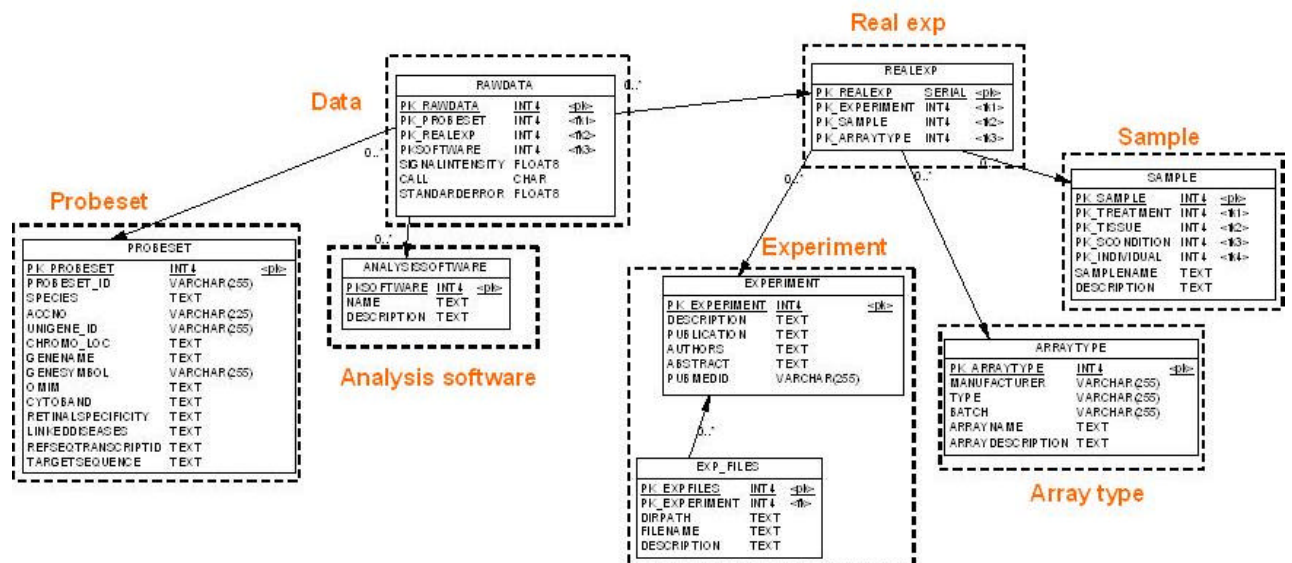 Real exp
REALEXP
PK_REALEXP SERIAL <pk>
PK_EXPERIMENT INT4 <fk1>
PK_SAMPLE INT4 <fk2>
PK_ARRAYTYPE INT4 <fk3>
Data
RAWDATA
PK_RAWDATA INT4 <pk>
PK_PROBESET INT4 <fk1>
PK_REALEXP INT4 <fk2>
PKSOFTWARE INT4 <fk3>
SIGNALINTENSITY FLOAT8
CALL CHAR
STANDARDERROR FLOAT8
0..*
0..*
0..*
0..*
0..*
Sample
SAMPLE
PK_SAMPLE INT4 <pk>
PK_TREATMENT INT4 <fk1>
PK_TISSUE INT4 <fk2>
PK_SCONDITION INT4 <fk3>
PK_INDIVIDUAL INT4 <fk4>
SAMPLENAME TEXT
DESCRIPTION TEXT
Probeset
PROBESET
PK_PROBESET INT4 <pk>
PROBESET_ID VARCHAR(255)
SPECIES TEXT
ACCNO VARCHAR(225)
UNIGENE_ID VARCHAR(255)
CHROMO_LOC TEXT
GENENAME TEXT
GENESYMBOL VARCHAR(255)
OMIM TEXT
CYTOBAND TEXT
RETINALSPECIFICITY TEXT
LINKEDDISEASES TEXT
REFSEQTRANSCRIPTID TEXT
TARGETSEQUENCE TEXT
ANALYSISSOFTWARE
PKSOFTWARE INT4 <pk>
NAME TEXT
DESCRIPTION TEXT
Analysis software
Experiment
EXPERIMENT
PK_EXPERIMENT INT4 <pk>
DESCRIPTION TEXT
PUBLICATION TEXT
AUTHORS TEXT
ABSTRACT TEXT
PUBMEDID VARCHAR(255)
0..*
EXP_FILES
PK_EXPFILES INT4 <pk>
PK_EXPERIMENT INT4 <fk>
DIRPATH TEXT
FILENAME TEXT
DESCRIPTION TEXT
ARRAYTYPE
PK_ARRAYTYPE INT4 <pk>
MANUFACTURER VARCHAR(255)
TYPE VARCHAR(255)
BATCH VARCHAR(255)
ARRAYNAME TEXT
ARRAYDESCRIPTION TEXT
Array type